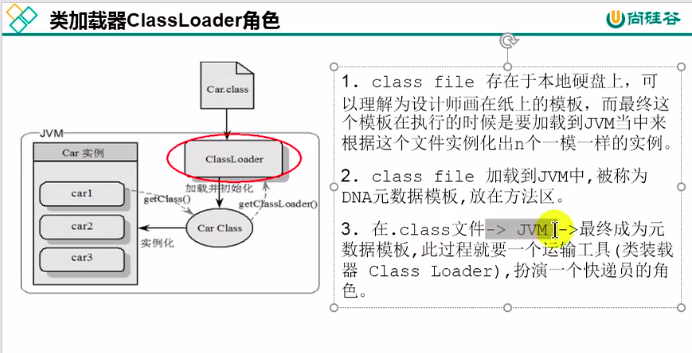 类加载器ClassLoader角色
尚硅谷
Car.class
JVM
Car 实例
ClassLoader
car1
加载并初始化
getClass()
getClassLoader()
car2
Car Class
实例化
car3
1. class file 存在于本地硬盘上，可
以理解为设计师画在纸上的模板，而最终这
个模板在执行的时候是要加载到JVM当中来
根据这个文件实例化出n个一模一样的实例。
2. class file 加载到JVM中,被称为
DNA元数据模板,放在方法区。
3. 在.class文件-> JVM ->最终成为元
数据模板,此过程就要一个运输工具(类装载
器 Class Loader),扮演一个快递员的角
色。